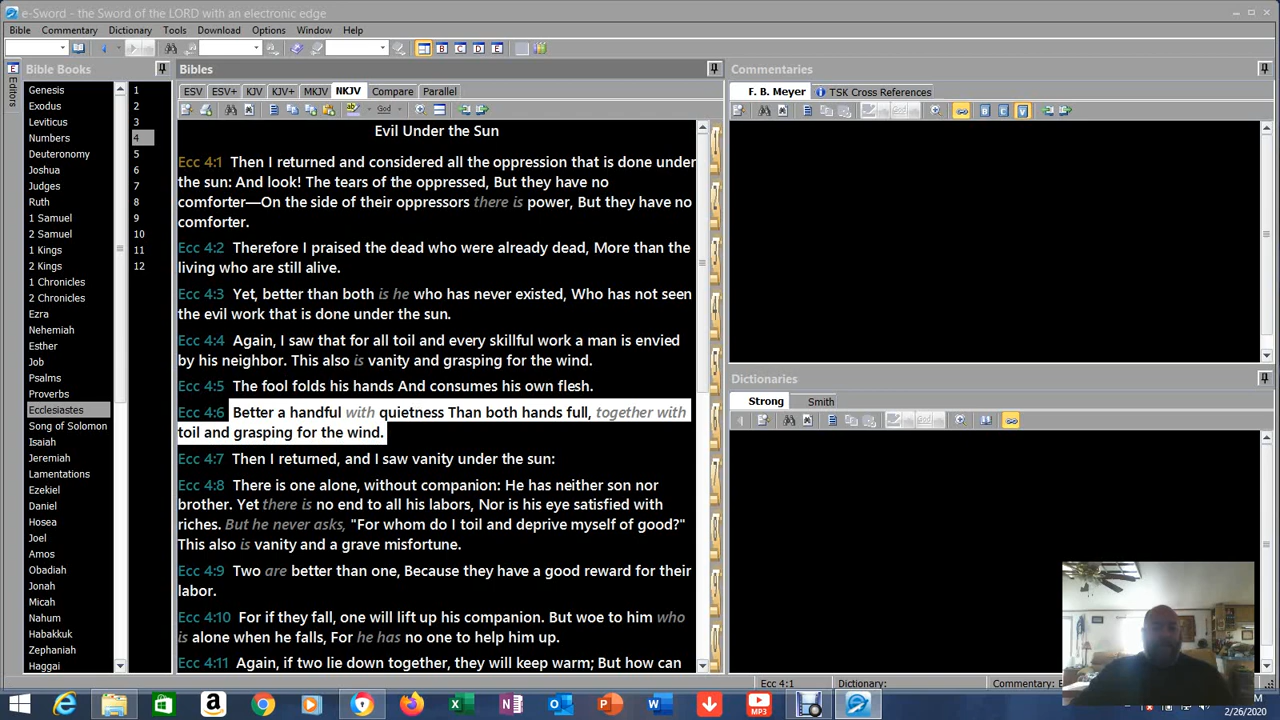 e-Sword - the Sword of the LORD with an electronic edge
Bible Commentary Dictionary Tools Download Options Window Help
B C D E
Editors
Bible Books
Genesis
Exodus
Leviticus
Numbers
Deuteronomy
Joshua
Judges
Ruth
1 Samuel
2 Samuel
1 Kings
2 Kings
1 Chronicles
2 Chronicles
Ezra
Nehemiah
Esther
Job
Psalms
Proverbs
Ecclesiastes
Song of Solomon
Isaiah
Jeremiah
Lamentations
Ezekiel
Daniel
Hosea
Joel
Amos
Obadiah
Jonah
Micah
Nahum
Habakkuk
Zephaniah
Haggai
1
2
3
4
5
6
7
8
9
10
11
12
Bibles
ESV ESV+ KJV KJV+ MKJV NKJV Compare Parallel
God
Evil Under the Sun
Ecc 4:1 Then I returned and considered all the oppression that is done under
the sun: And look! The tears of the oppressed, But they have no
comforter—On the side of their oppressors there is power, But they have no
comforter.
Ecc 4:2 Therefore I praised the dead who were already dead, More than the
living who are still alive.
Ecc 4:3 Yet, better than both is he who has never existed, Who has not seen
the evil work that is done under the sun.
Ecc 4:4 Again, I saw that for all toil and every skillful work a man is envied
by his neighbor. This also is vanity and grasping for the wind.
Ecc 4:5 The fool folds his hands And consumes his own flesh.
Ecc 4:6 Better a handful with quietness Than both hands full, together with
toil and grasping for the wind.
Ecc 4:7 Then I returned, and I saw vanity under the sun:
Ecc 4:8 There is one alone, without companion: He has neither son nor
brother. Yet there is no end to all his labors, Nor is his eye satisfied with
riches. But he never asks, "For whom do I toil and deprive myself of good?"
This also is vanity and a grave misfortune.
Ecc 4:9 Two are better than one, Because they have a good reward for their
labor.
Ecc 4:10 For if they fall, one will lift up his companion. But woe to him who
is alone when he falls, For he has no one to help him up.
Ecc 4:11 Again, if two lie down together, they will keep warm; But how can
1
2
3
4
5
6
7
8
9
0
Commentaries
F. B. Meyer TSK Cross References
B C V
Dictionaries
Strong Smith
Ecc 4:1 Dictionary: Commentary: E
MP3
2/26/2020